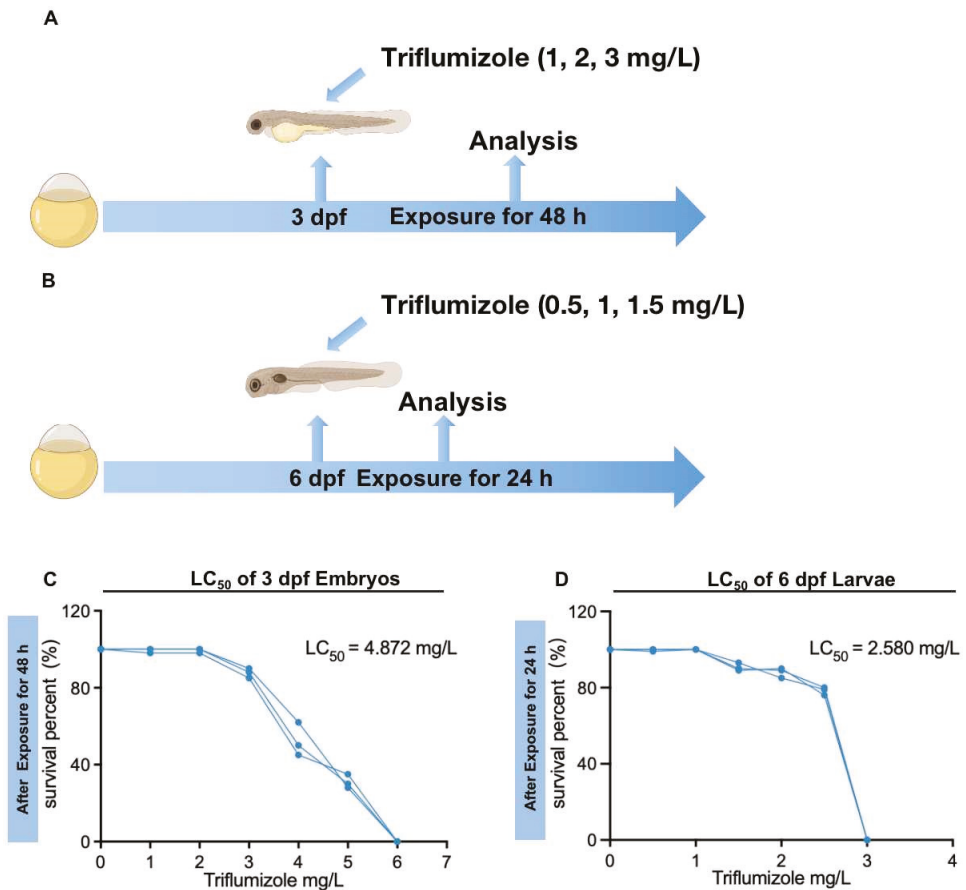 A
Triflumizole (1, 2, 3 mg/L)
Analysis
3 dpf Exposure for 48 h
B
Triflumizole (0.5, 1, 1.5 mg/L)
Analysis
6 dpf Exposure for 24 h
C
LC50 of 3 dpf Embryos
After Exposure for 48 h
survival percent (%)
120
80
40
0
LC50 = 4.872 mg/L
0 1 2 3 4 5 6 7
Triflumizole mg/L
D
LC50 of 6 dpf Larvae
After Exposure for 24 h
survival percent (%)
120
80
40
0
LC50 = 2.580 mg/L
0 1 2 3 4
Triflumizole mg/L